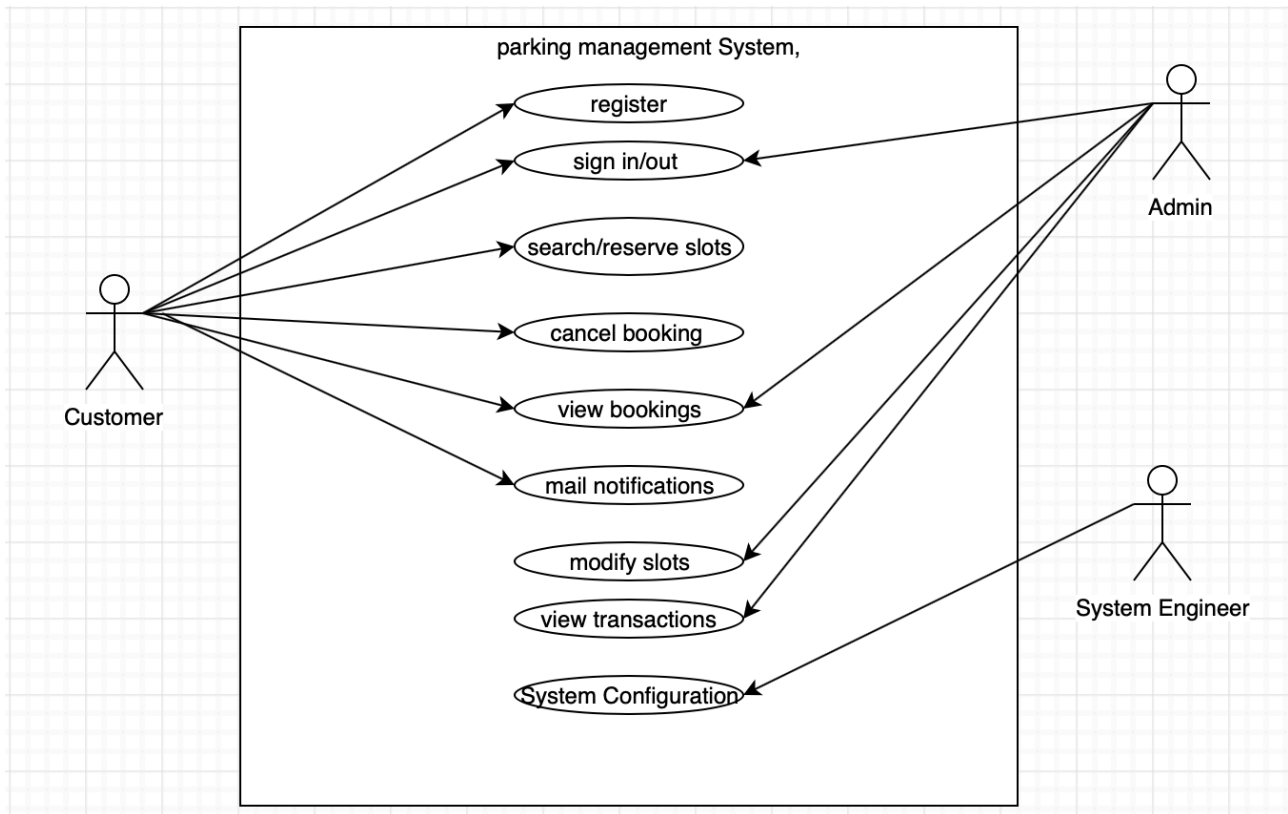 parking management System,
register
sign in/out
Admin
search/reserve slots
cancel booking
Customer
view bookings
mail notifications
modify slots
view transactions
System Engineer
System Configuration